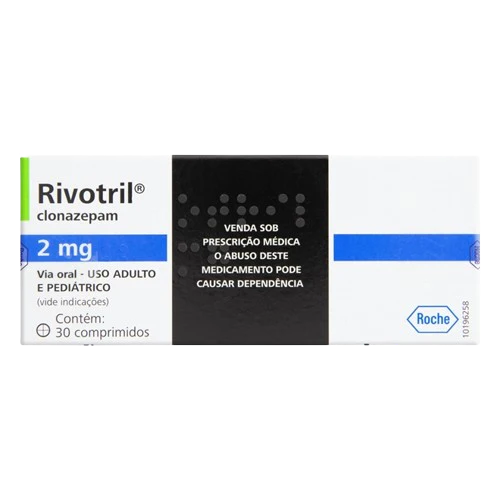 Rivotril®
clonazepam
2 mg
Via oral - USO ADULTO
E PEDIÁTRICO
(vide indicações)
Contém:
30 comprimidos
VENDA SOB
PRESCRIÇÃO MÉDICA
O ABUSO DESTE
MEDICAMENTO PODE
CAUSAR DEPENDÊNCIA
Roche
10196258